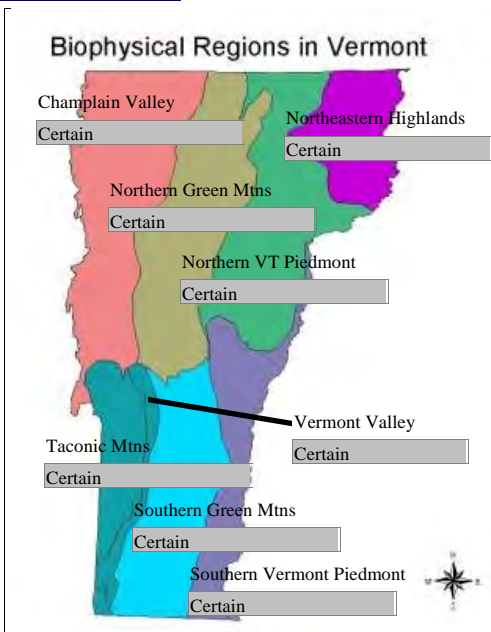 Biophysical Regions in Vermont
Champlain Valley
Certain
Northeastern Highlands
Certain
Northern Green Mtns
Certain
Northern VT Piedmont
Certain
Vermont Valley
Certain
Taconic Mtns
Certain
Southern Green Mtns
Certain
Southern Vermont Piedmont
Certain